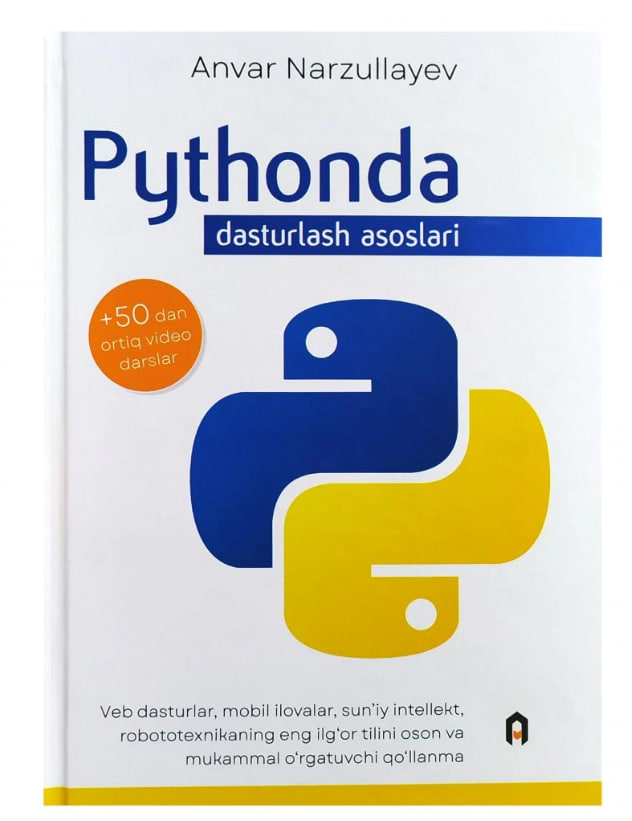 Anvar Narzullayev
Pythonda
dasturlash asoslari
+50 dan
ortiq video
darslar
Veb dasturlar, mobil ilovalar, sun’iy intellekt,
robototexnikaning eng ilg‘or tilini oson va
mukammal o‘rgatuvchi qo‘llanma